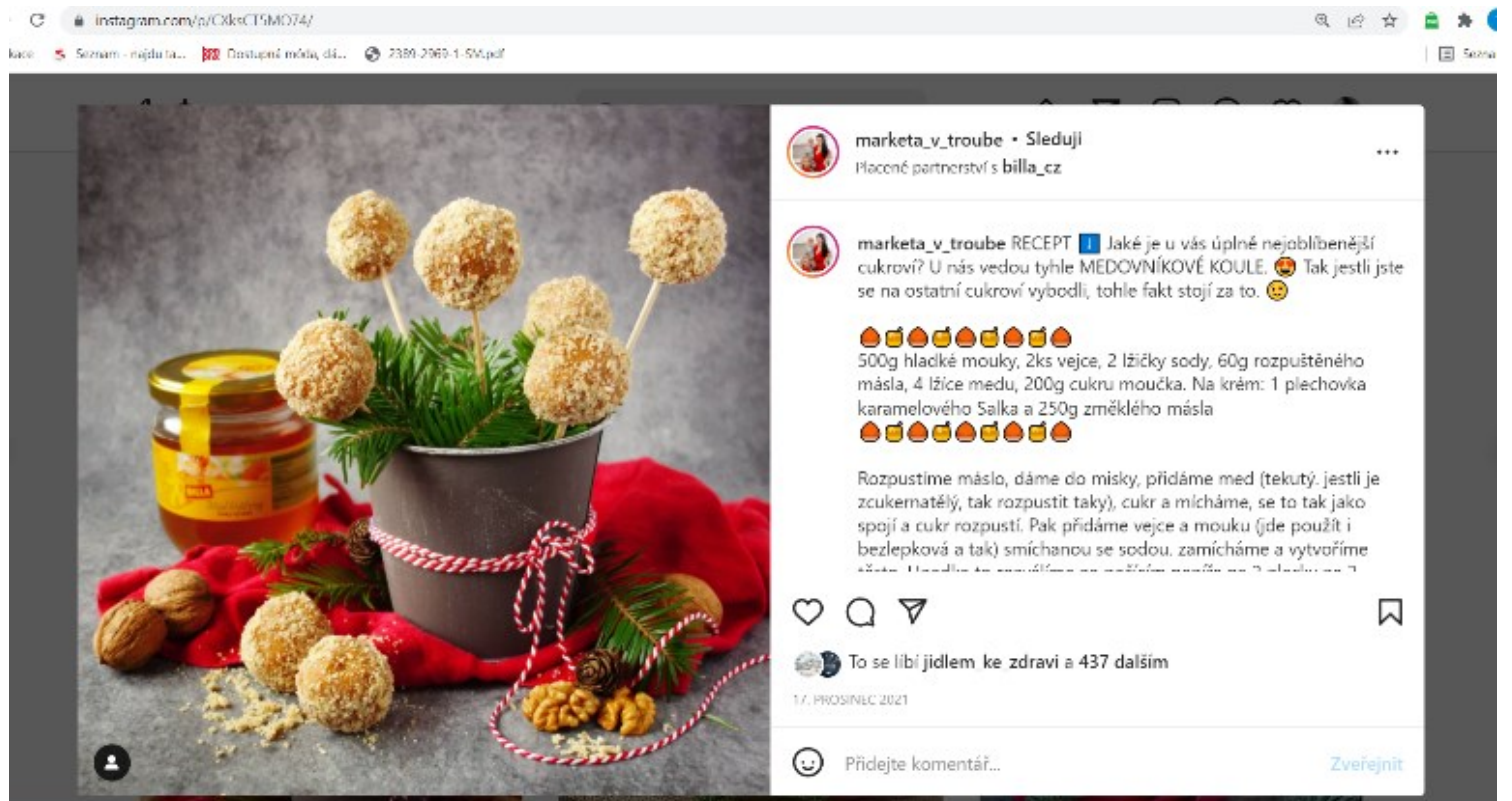 instagram.com/p/CXksCT5MO74/
kace
Seznam - najdu ta...
Dostupná móda, dá...
2389-2969-1-SM.pdf
Sezna
marketa_v_troube • Sleduji
Placené partnerství s billa_cz
marketa_v_troube RECEPT Jaké je u vás úplně nejoblíbenější
cukroví? U nás vedou tyhle MEDOVNÍKOVÉ KOULE. 😍 Tak jestli jste
se na ostatní cukroví vybodli, tohle fakt stojí za to. 🙂
🌰🍯🌰🍯🌰🍯🌰🍯🌰
500g hladké mouky, 2ks vejce, 2 lžičky sody, 60g rozpuštěného
másla, 4 lžíce medu, 200g cukru moučka. Na krém: 1 plechovka
karamelového Salka a 250g změklého másla
🌰🍯🌰🍯🌰🍯🌰🍯🌰
Rozpustíme máslo, dáme do misky, přidáme med (tekutý. jestli je
zcukernatělý, tak rozpustit taky), cukr a mícháme, se to tak jako
spojí a cukr rozpustí. Pak přidáme vejce a mouku (jde použít i
bezlepková a tak) smíchanou se sodou. zamícháme a vytvoříme
To se líbí jidlem_ke_zdravi a 437 dalším
17. PROSINEC 2021
Přidejte komentář...
Zveřejnit
BILLA